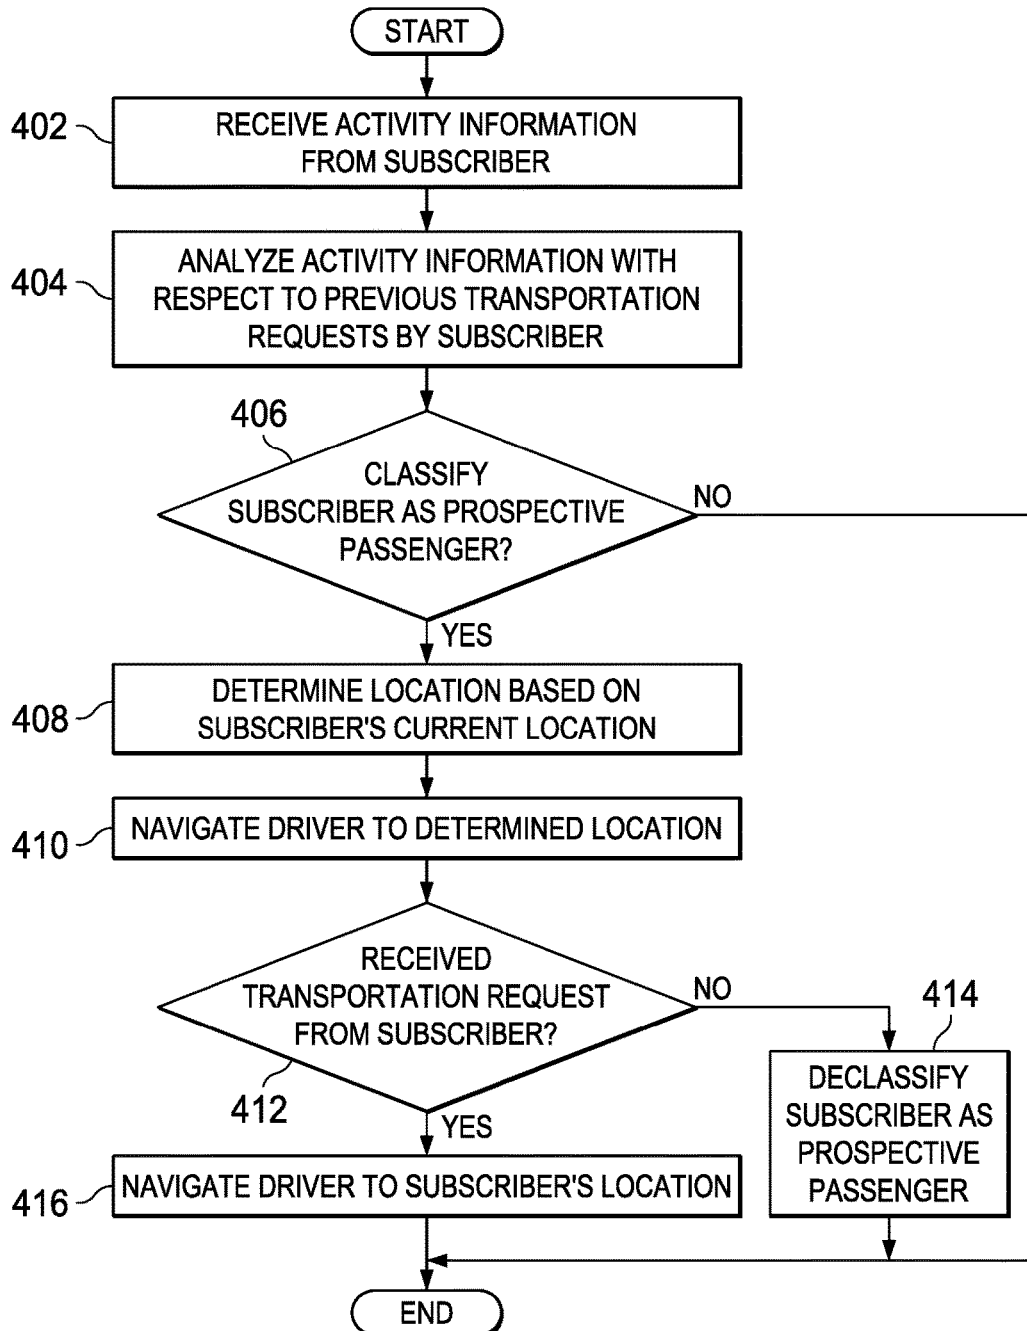 START
402
RECEIVE ACTIVITY INFORMATION
FROM SUBSCRIBER
404
ANALYZE ACTIVITY INFORMATION WITH
RESPECT TO PREVIOUS TRANSPORTATION
REQUESTS BY SUBSCRIBER
406
CLASSIFY
SUBSCRIBER AS PROSPECTIVE
PASSENGER?
NO
YES
408
DETERMINE LOCATION BASED ON
SUBSCRIBER'S CURRENT LOCATION
410
NAVIGATE DRIVER TO DETERMINED LOCATION
RECEIVED
TRANSPORTATION REQUEST
FROM SUBSCRIBER?
412
NO
YES
414
DECLASSIFY
SUBSCRIBER AS
PROSPECTIVE
PASSENGER
416
NAVIGATE DRIVER TO SUBSCRIBER'S LOCATION
END